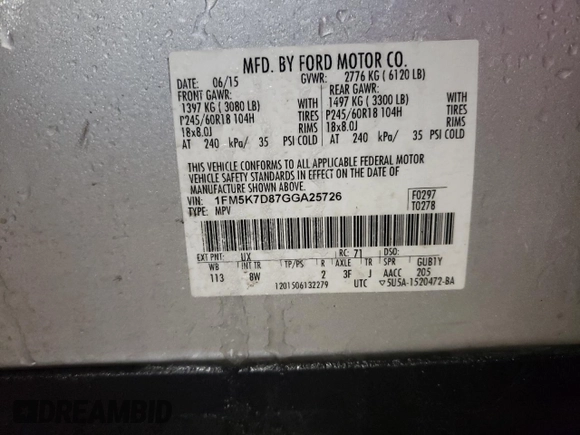 MFD. BY FORD MOTOR CO.
DATE: 06/15 GVWR: 2776 KG ( 6120 LB)
FRONT GAWR: REAR GAWR:
1397 KG ( 3080 LB) WITH 1497 KG ( 3300 LB) WITH
P245/60R18 104H TIRES P245/60R18 104H TIRES
18x8.0J RIMS 18x8.0J RIMS
AT 240 kPa/ 35 PSI COLD AT 240 kPa/ 35 PSI COLD
THIS VEHICLE CONFORMS TO ALL APPLICABLE FEDERAL MOTOR
VEHICLE SAFETY STANDARDS IN EFFECT ON THE DATE OF
MANUFACTURE SHOWN ABOVE.
VIN: 1FM5K7D87GGA25726 F0297
TYPE: MPV T0278
EXT PNT: UX RC: 71 DSO:
WB INT TR TP/PS R AXLE TR SPR GUB1Y
113 8W 2 3F J AACC 205
1201506132279 UTC ▽5U5A-1520472-BA
DREAMBID